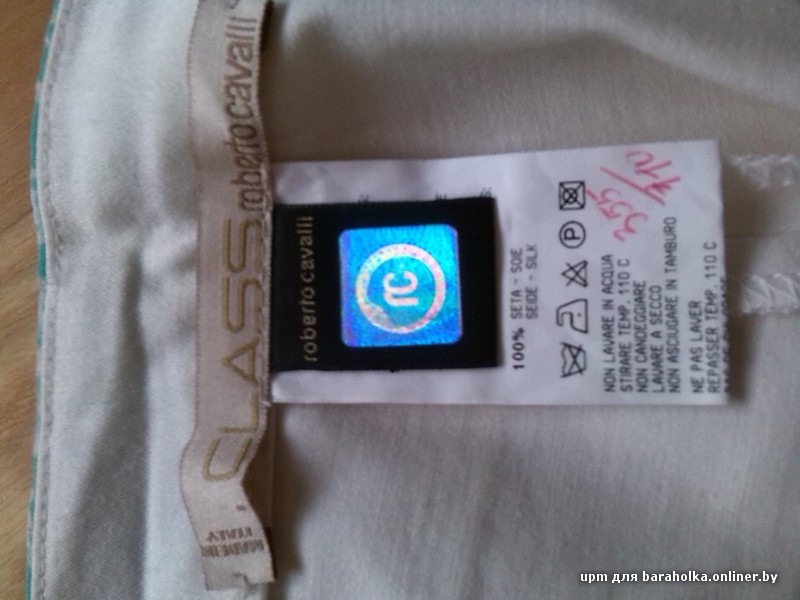 CLASS roberto cavalli
MADE IN
ITALY
roberto cavalli
rc
100% SETA - SOIE
SEIDE - SILK
P
NON LAVARE IN ACQUA
STIRARE TEMP. 110 C
NON CANDEGGIARE
LAVARE A SECCO
NON ASCIUGARE IN TAMBURO
NE PAS LAVER
REPASSER TEMP. 110 C
355/
upm для baraholka.onliner.by